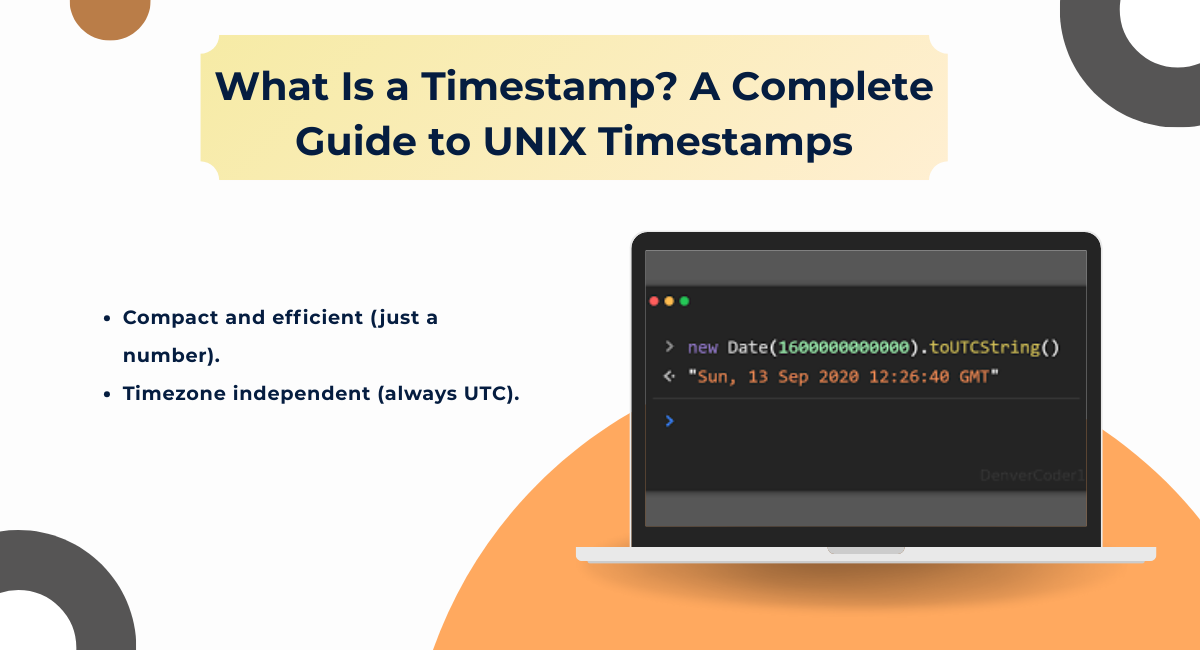 What Is a Timestamp? A Complete
Guide to UNIX Timestamps
• Compact and efficient (just a
number).
• Timezone independent (always UTC).
> new Date(1600000000000).toUTCString()
<· "Sun, 13 Sep 2020 12:26:40 GMT"
>
DenverCoder1